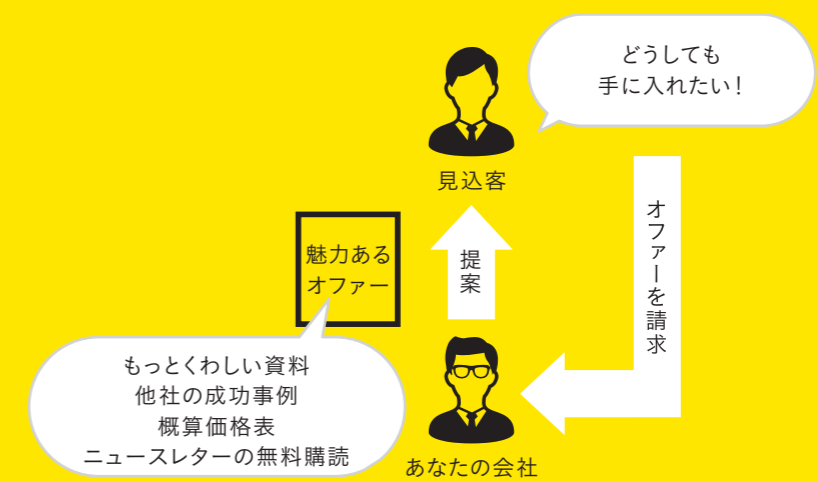 どうしても
手に入れたい！
見込客
オファーを請求
魅力ある
オファー
提案
もっとくわしい資料
他社の成功事例
概算価格表
ニュースレターの無料購読
あなたの会社